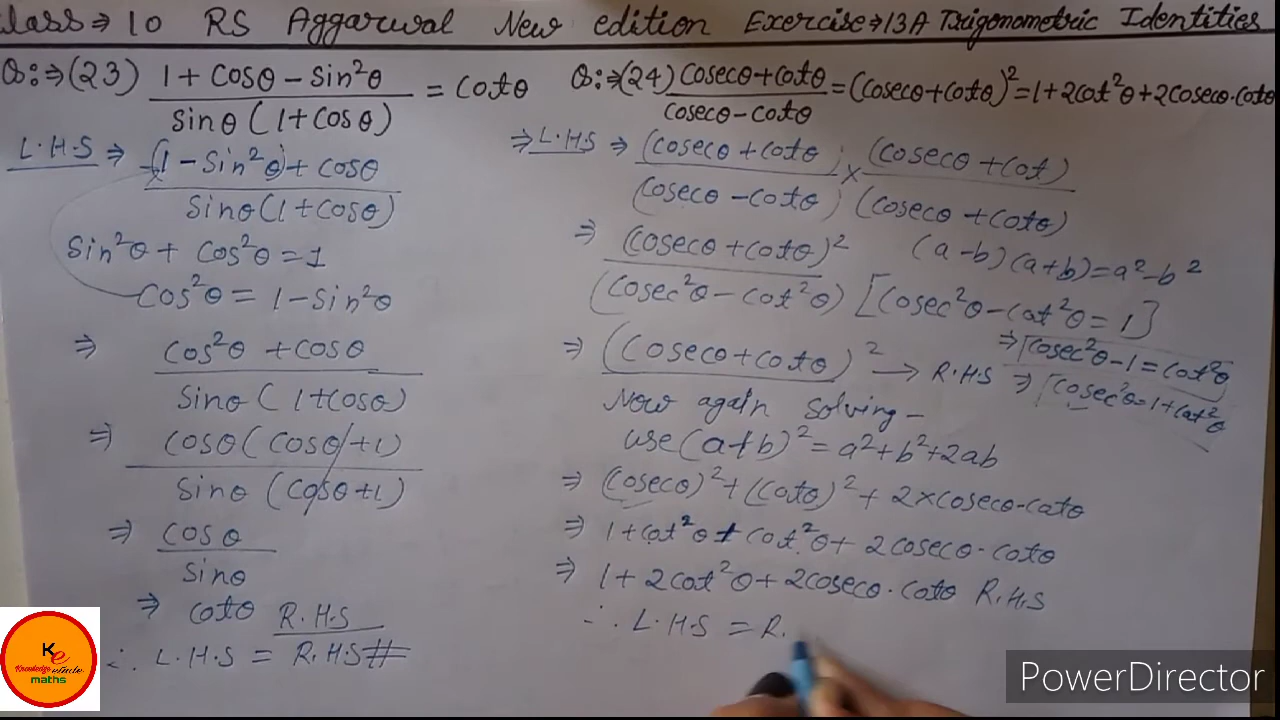 Class⇒ 10 RS Aggarwal New edition Exercise⇒13A Trigonometric Identities
Q:⇒(23) 1 + cosθ - sin²θ / sinθ(1+cosθ) = cotθ
L.H.S ⇒ (1 - sin²θ) + cosθ / sinθ(1+cosθ)
sin²θ + cos²θ = 1
cos²θ = 1 - sin²θ
⇒ cos²θ + cosθ / sinθ(1+cosθ)
⇒ cosθ(cosθ+1) / sinθ(cosθ+1)
⇒ cosθ / sinθ
⇒ cotθ R.H.S
∴ L.H.S = R.H.S#
Q:⇒(24) cosecθ+cotθ / cosecθ-cotθ = (cosecθ+cotθ)² = 1+2cot²θ+2cosecθ.cotθ
⇒ L.H.S ⇒ (cosecθ+cotθ) / (cosecθ-cotθ) × (cosecθ+cot) / (cosecθ+cotθ)
⇒ (cosecθ+cotθ)² / (cosec²θ-cot²θ)
(a-b)(a+b)=a²-b²
[cosec²θ-cot²θ=1]
⇒ cosec²θ-1=cot²θ
⇒ cosec²θ=1+cot²θ
⇒ (cosecθ+cotθ)² → R.H.S
Now again solving-
use (a+b)²=a²+b²+2ab
⇒ (cosecθ)²+(cotθ)²+2×cosecθ.cotθ
⇒ 1+cot²θ+cot²θ+2cosecθ.cotθ
⇒ 1+2cot²θ+2cosecθ.cotθ R.H.S
∴ L.H.S = R.
Ke
Knowledge encircle
maths
PowerDirector